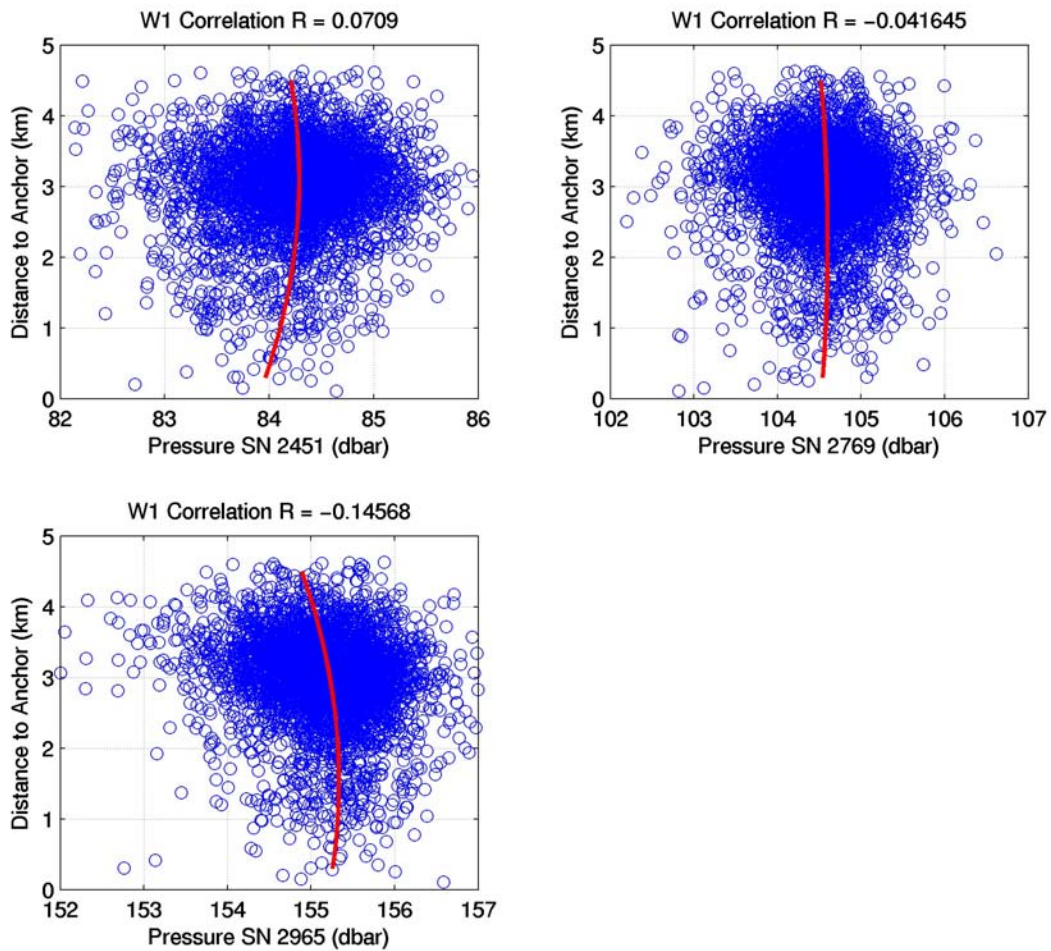 W1 Correlation R = 0.0709
5
4
3
2
1
0
Distance to Anchor (km)
82 83 84 85 86
Pressure SN 2451 (dbar)
W1 Correlation R = −0.041645
5
4
3
2
1
0
Distance to Anchor (km)
102 103 104 105 106 107
Pressure SN 2769 (dbar)
W1 Correlation R = −0.14568
5
4
3
2
1
0
Distance to Anchor (km)
152 153 154 155 156 157
Pressure SN 2965 (dbar)